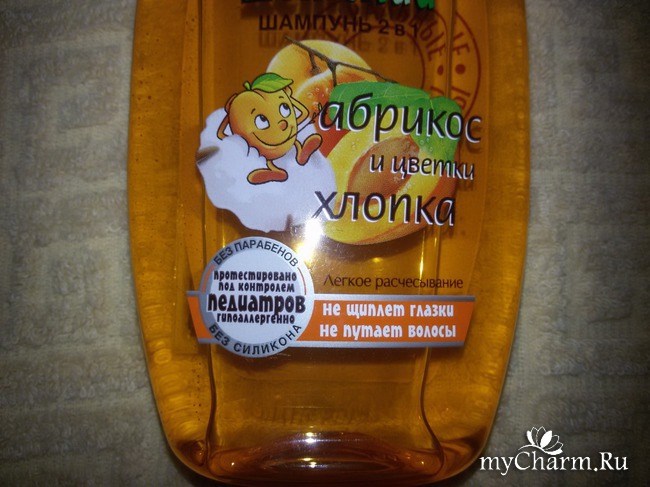 ШАМПУНЬ 2 в 1
абрикос
и цветки
хлопка
Легкое расчесывание
БЕЗ ПАРАБЕНОВ
протестировано
под контролем
педиатров
гипоаллергенно
БЕЗ СИЛИКОНА
не щиплет глазки
не путает волосы
myCharm.Ru